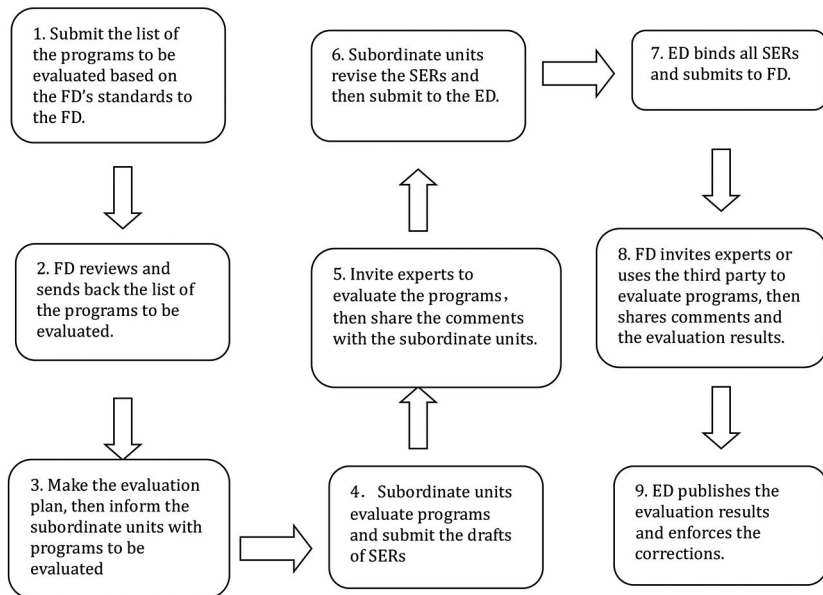 1. Submit the list of
the programs to be
evaluated based on
the FD’s standards to
the FD.
2. FD reviews and
sends back the list of
the programs to be
evaluated.
3. Make the evaluation
plan, then inform the
subordinate units with
programs to be
evaluated
4. Subordinate units
evaluate programs
and submit the drafts
of SERs
5. Invite experts to
evaluate the programs，
then share the comments
with the subordinate units.
6. Subordinate units
revise the SERs and
then submit to the ED.
7. ED binds all SERs
and submits to FD.
8. FD invites experts or
uses the third party to
evaluate programs, then
shares comments and
the evaluation results.
9. ED publishes the
evaluation results
and enforces the
corrections.